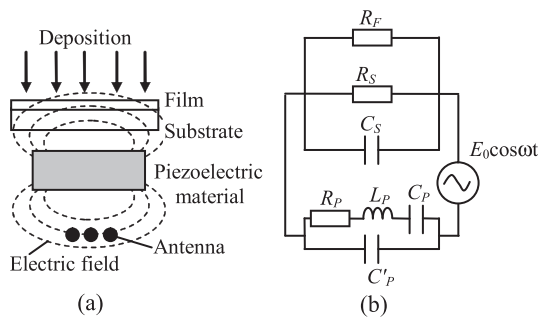 Deposition
Film
Substrate
Piezoelectric
material
Antenna
Electric field
(a)
R_F
R_S
C_S
E_0cosωt
R_P
L_P
C_P
C'_P
(b)